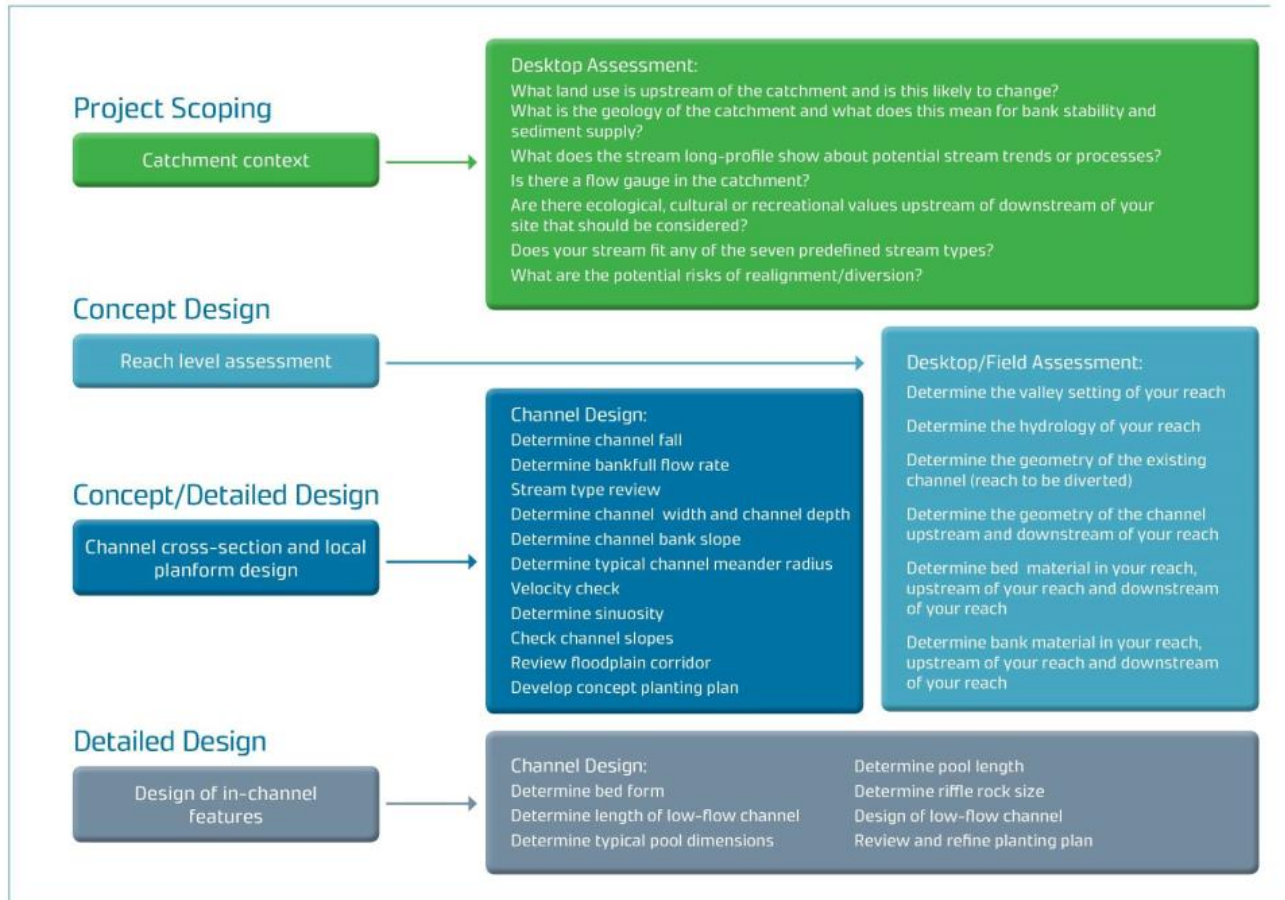 Project Scoping
Catchment context
Desktop Assessment:
What land use is upstream of the catchment and is this likely to change?
What is the geology of the catchment and what does this mean for bank stability and
sediment supply?
What does the stream long-profile show about potential stream trends or processes?
Is there a flow gauge in the catchment?
Are there ecological, cultural or recreational values upstream of downstream of your
site that should be considered?
Does your stream fit any of the seven predefined stream types?
What are the potential risks of realignment/diversion?
Concept Design
Reach level assessment
Desktop/Field Assessment:
Determine the valley setting of your reach
Determine the hydrology of your reach
Determine the geometry of the existing
channel (reach to be diverted)
Determine the geometry of the channel
upstream and downstream of your reach
Determine bed material in your reach,
upstream of your reach and downstream
of your reach
Determine bank material in your reach,
upstream of your reach and downstream
of your reach
Concept/Detailed Design
Channel cross-section and local
planform design
Channel Design:
Determine channel fall
Determine bankfull flow rate
Stream type review
Determine channel width and channel depth
Determine channel bank slope
Determine typical channel meander radius
Velocity check
Determine sinuosity
Check channel slopes
Review floodplain corridor
Develop concept planting plan
Detailed Design
Design of in-channel
features
Channel Design:
Determine bed form
Determine length of low-flow channel
Determine typical pool dimensions
Determine pool length
Determine riffle rock size
Design of low-flow channel
Review and refine planting plan